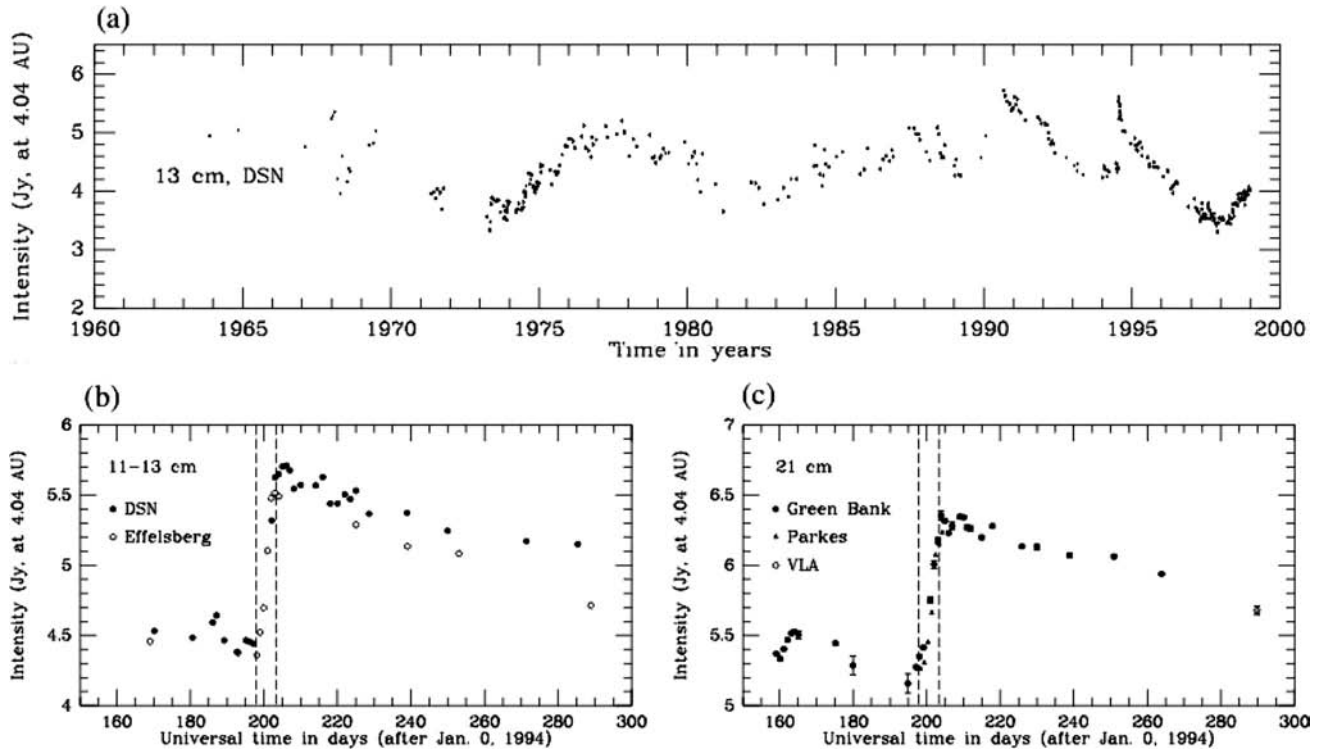 (a)
Intensity (Jy, at 4.04 AU)
6
5
4
3
2
13 cm, DSN
1960 1965 1970 1975 1980 1985 1990 1995 2000
Time in years
(b)
Intensity (Jy, at 4.04 AU)
6
5.5
5
4.5
4
11-13 cm
DSN
Effelsberg
160 180 200 220 240 260 280 300
Universal time in days (after Jan. 0, 1994)
(c)
Intensity (Jy, at 4.04 AU)
7
6.5
6
5.5
5
21 cm
Green Bank
Parkes
VLA
160 180 200 220 240 260 280 300
Universal time in days (after Jan. 0, 1994)